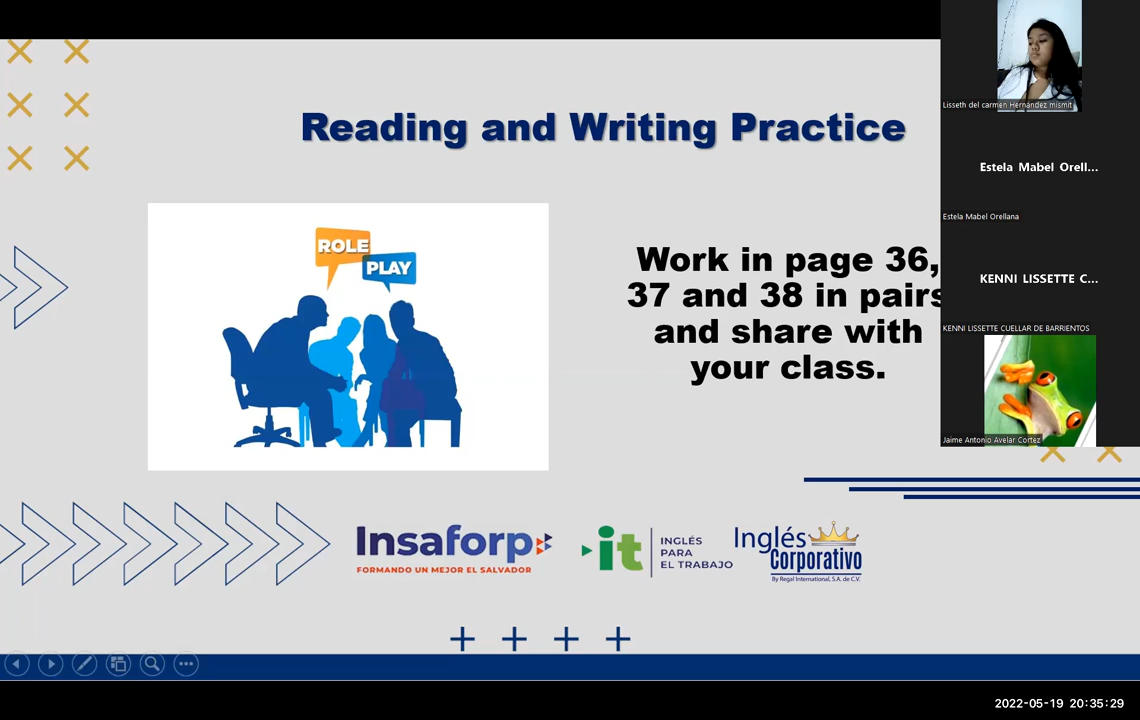 Reading and Writing Practice
ROLE
PLAY
Work in page 36,
37 and 38 in pairs
and share with
your class.
Insaforp
FORMANDO UN MEJOR EL SALVADOR
it
INGLÉS
PARA
EL TRABAJO
Inglés
Corporativo
By Regal International, S.A. de C.V.
Lisseth del carmen Hernández mismit
Estela Mabel Orell...
Estela Mabel Orellana
KENNI LISSETTE C...
KENNI LISSETTE CUELLAR DE BARRIENTOS
Jaime Antonio Avelar Cortez
2022-05-19 20:35:29